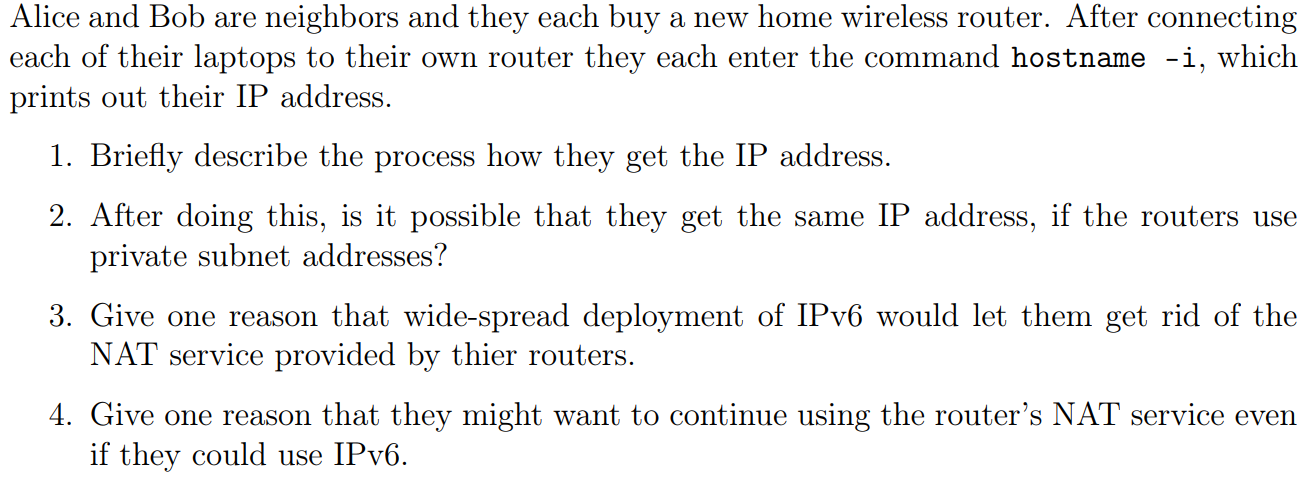 Alice and Bob are neighbors and they each buy a new home wireless router. After connecting
each of their laptops to their own router they each enter the command hostname -i, which
prints out their IP address.
1. Briefly describe the process how they get the IP address.
2. After doing this, is it possible that they get the same IP address, if the routers use
private subnet addresses?
3. Give one reason that wide-spread deployment of IPv6 would let them get rid of the
NAT service provided by thier routers.
4. Give one reason that they might want to continue using the router's NAT service even
if they could use IPv6.